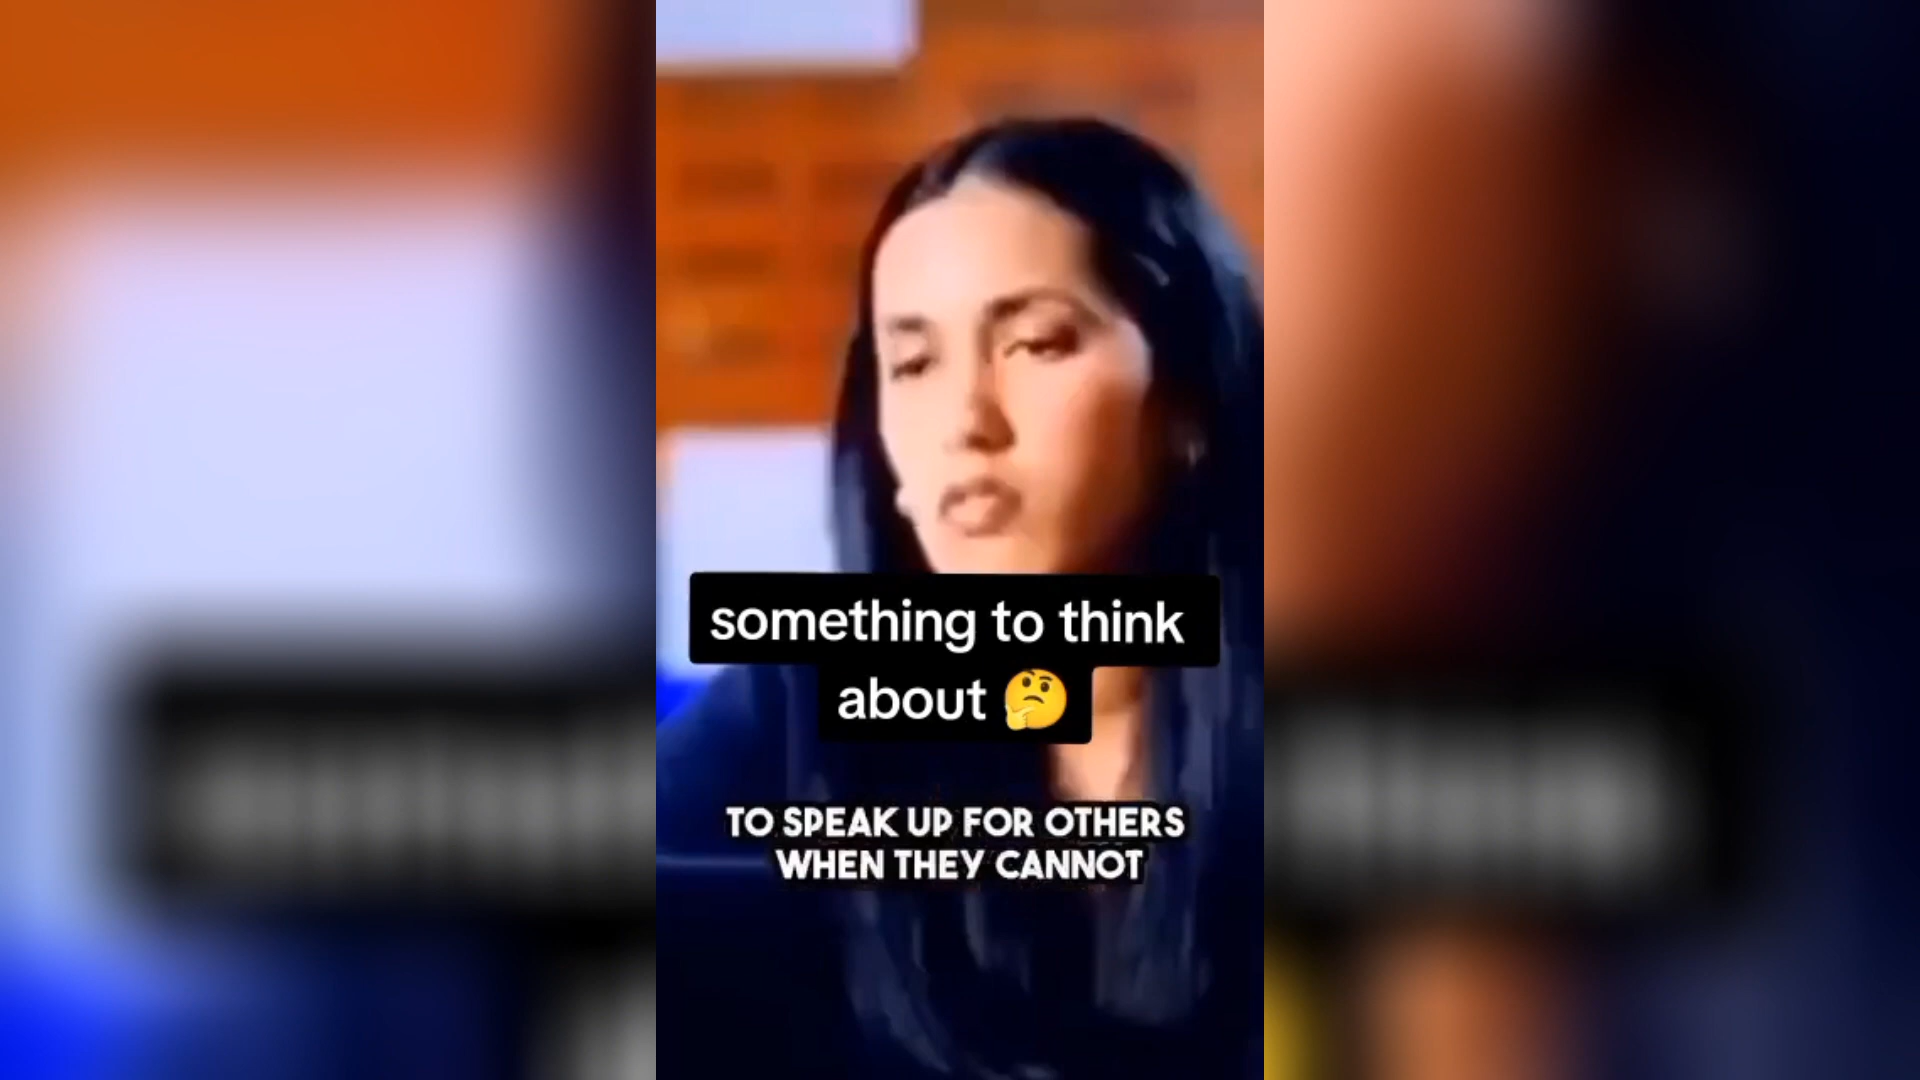 something to think
about 🤔
TO SPEAK UP FOR OTHERS
WHEN THEY CANNOT